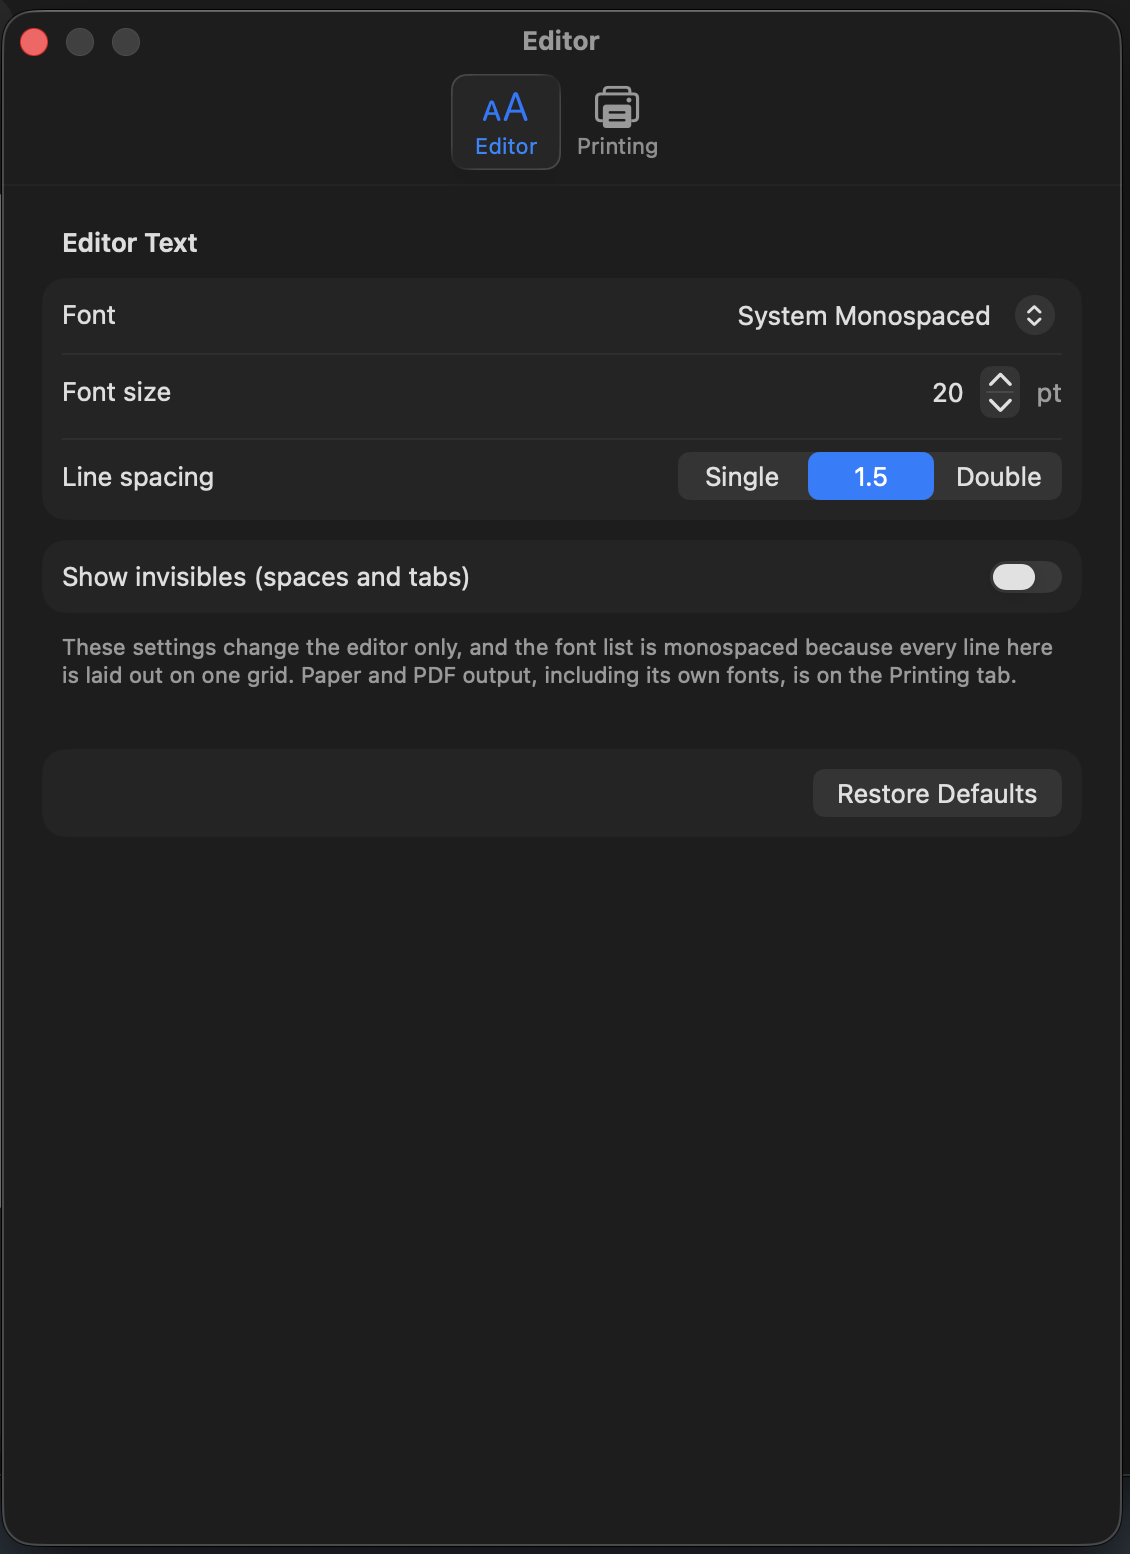 Editor
AA
Editor
Printing
Editor Text
Font
System Monospaced
Font size
20
pt
Line spacing
Single
1.5
Double
Show invisibles (spaces and tabs)
These settings change the editor only, and the font list is monospaced because every line here
is laid out on one grid. Paper and PDF output, including its own fonts, is on the Printing tab.
Restore Defaults